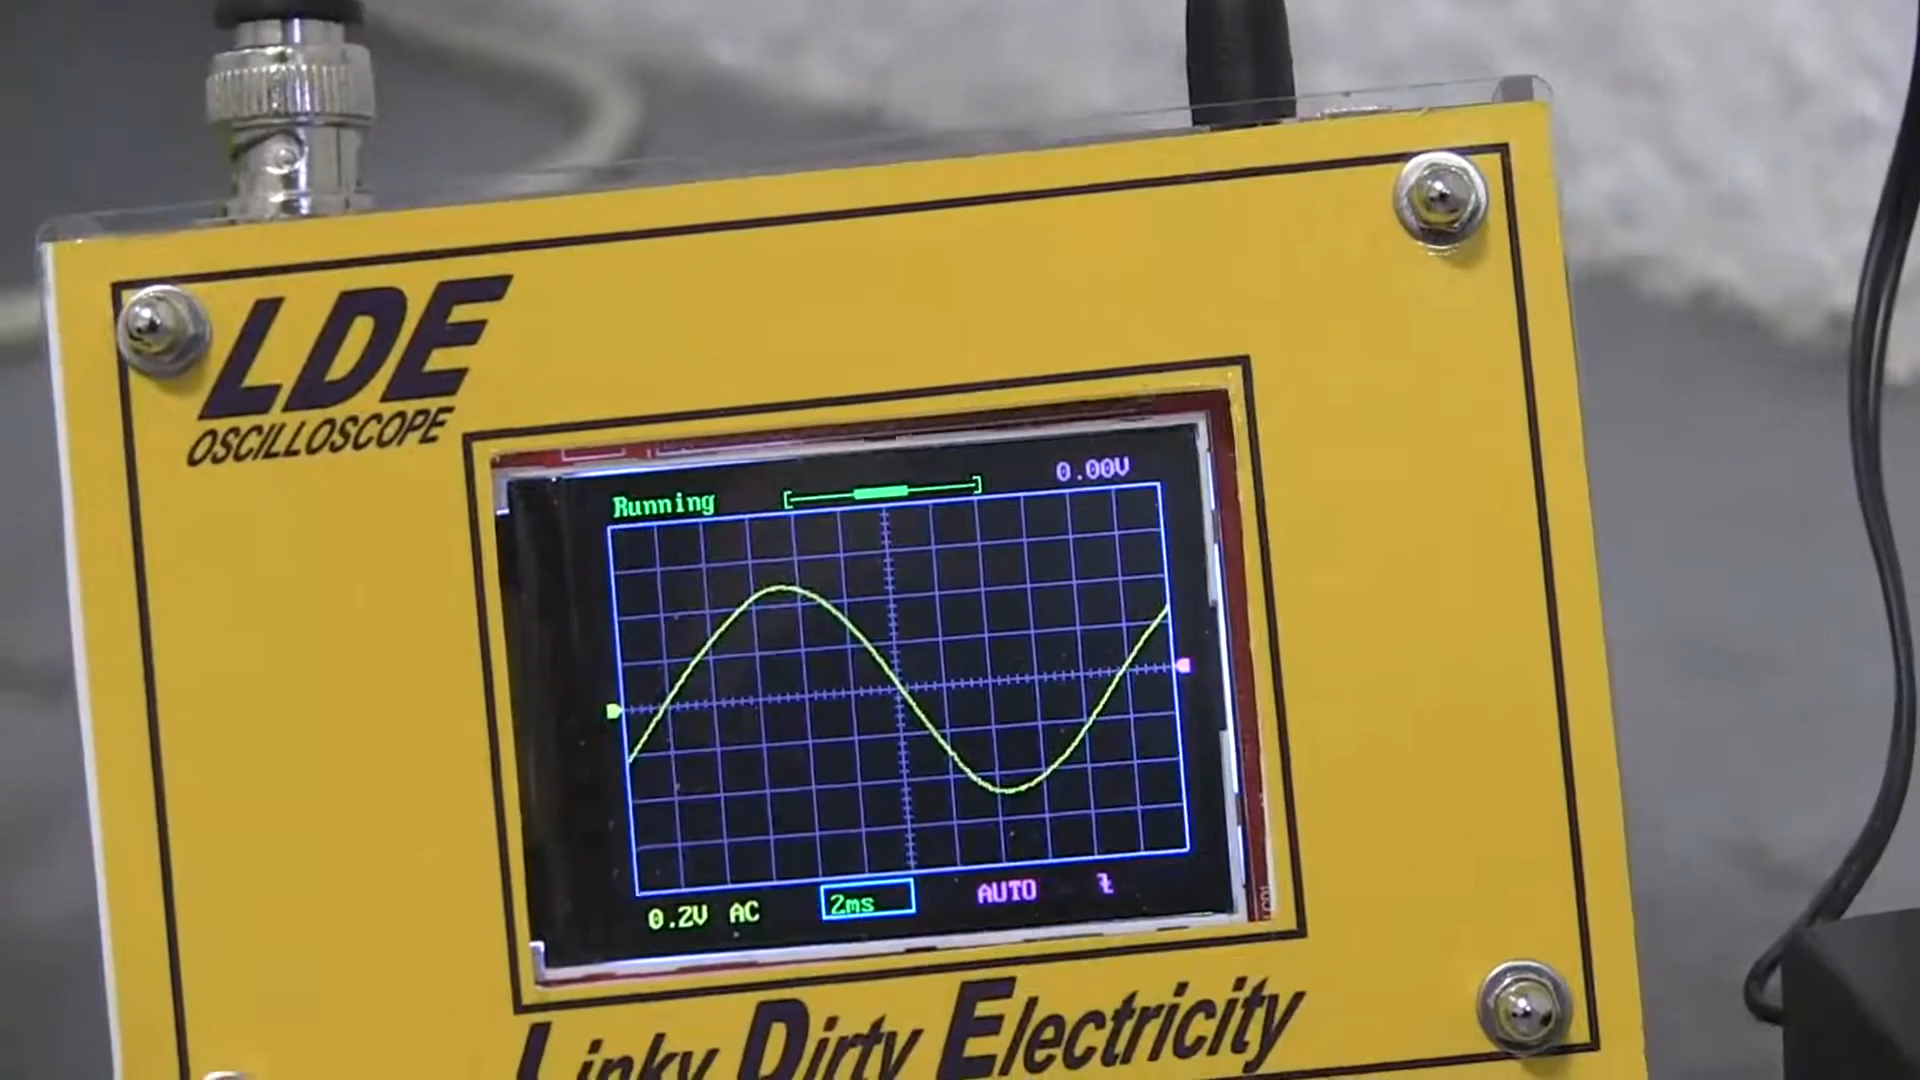 LDE
OSCILLOSCOPE
Running
0.00V
0.2V AC 2ms AUTO
Linky Dirty Electricity